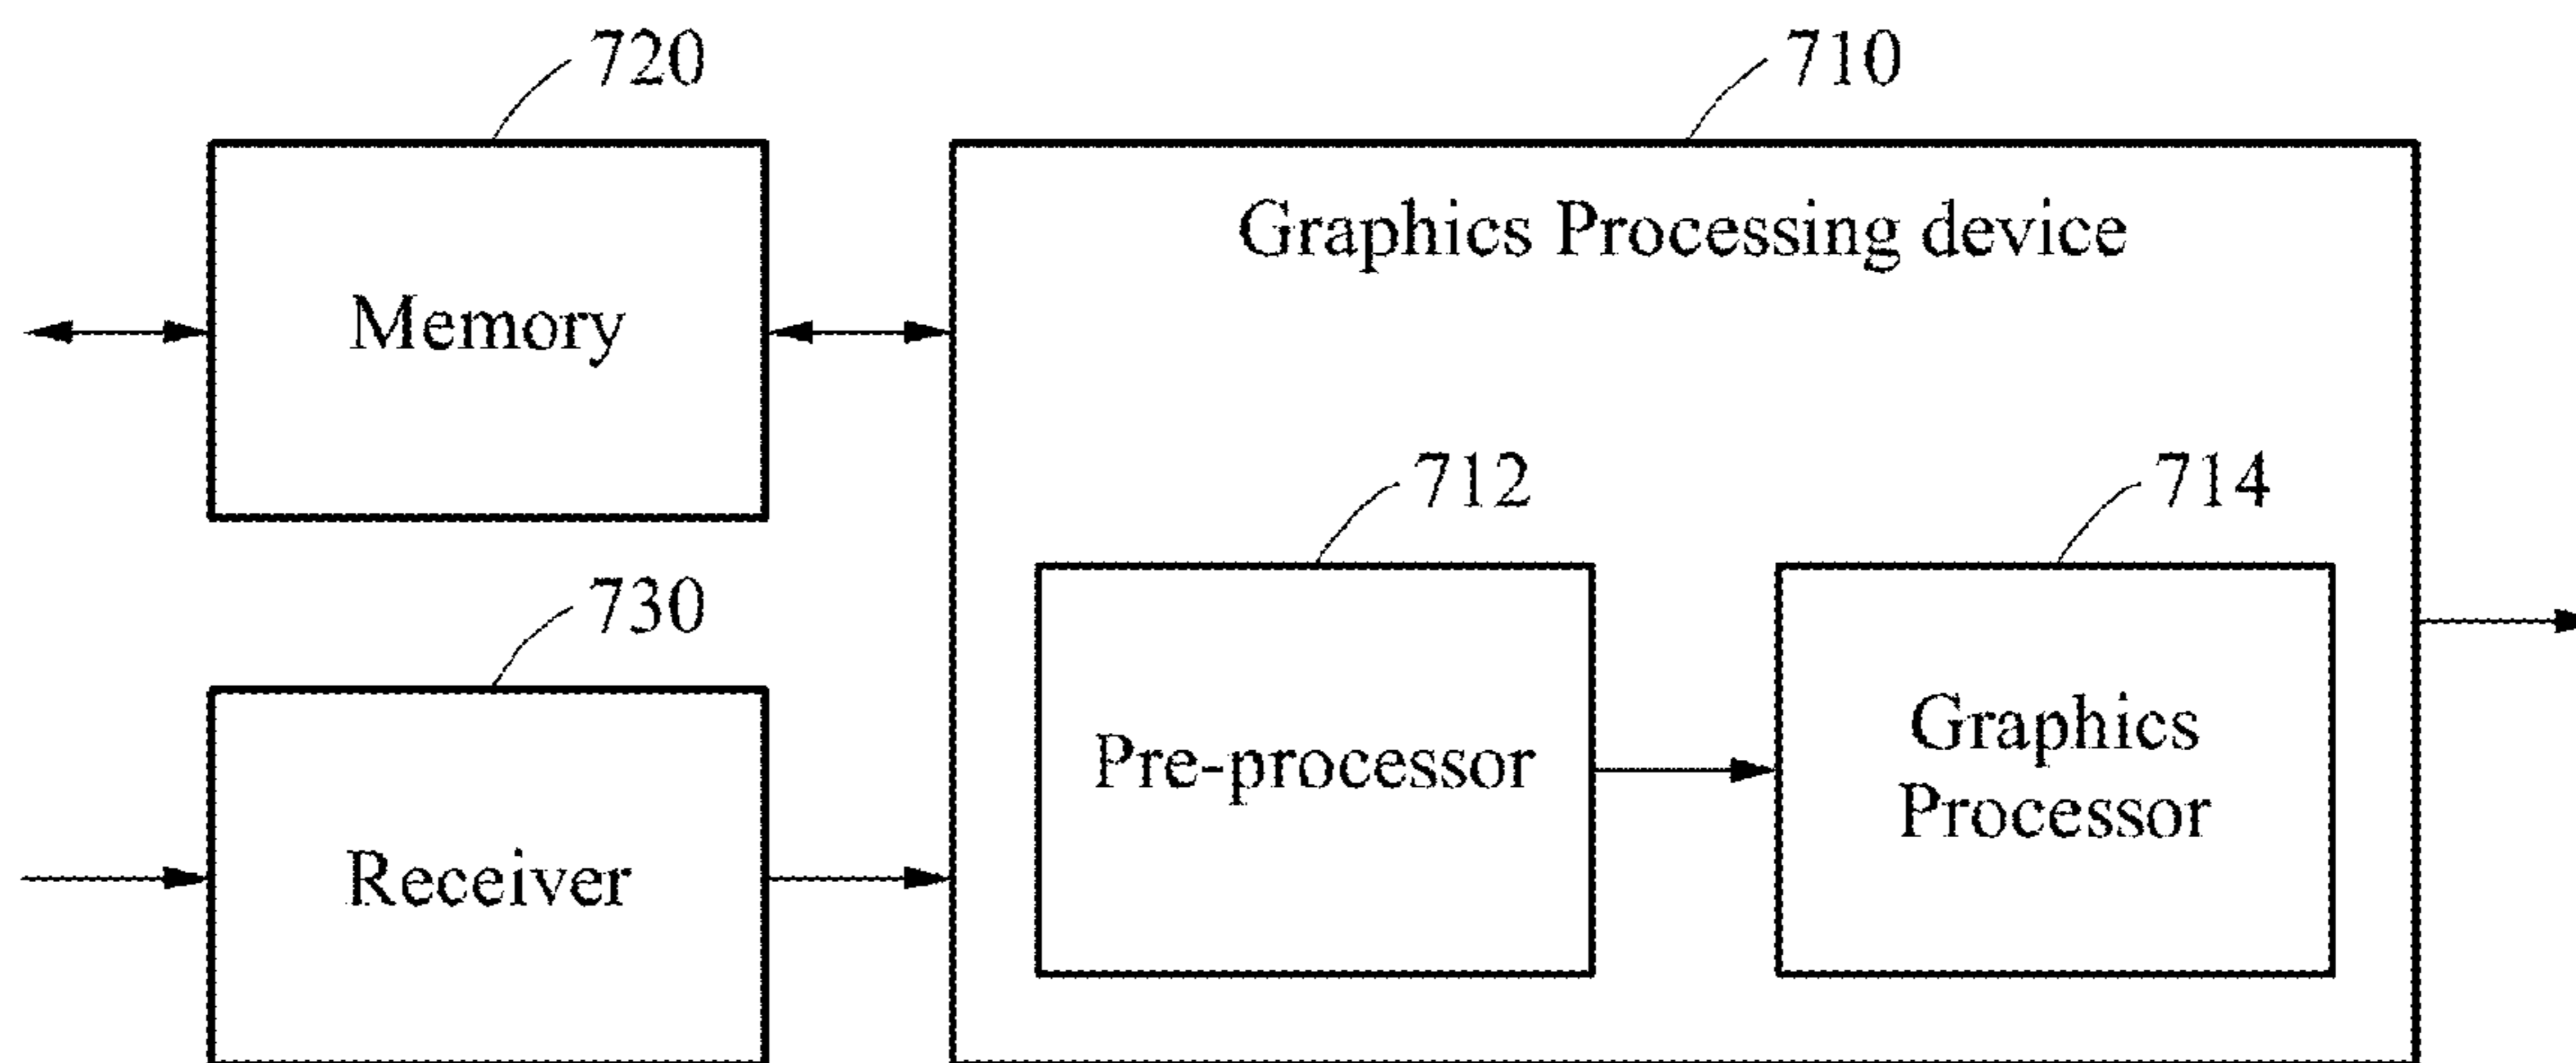 720
710
Graphics Processing device
Memory
712
714
730
Pre-processor
Graphics
Processor
Receiver